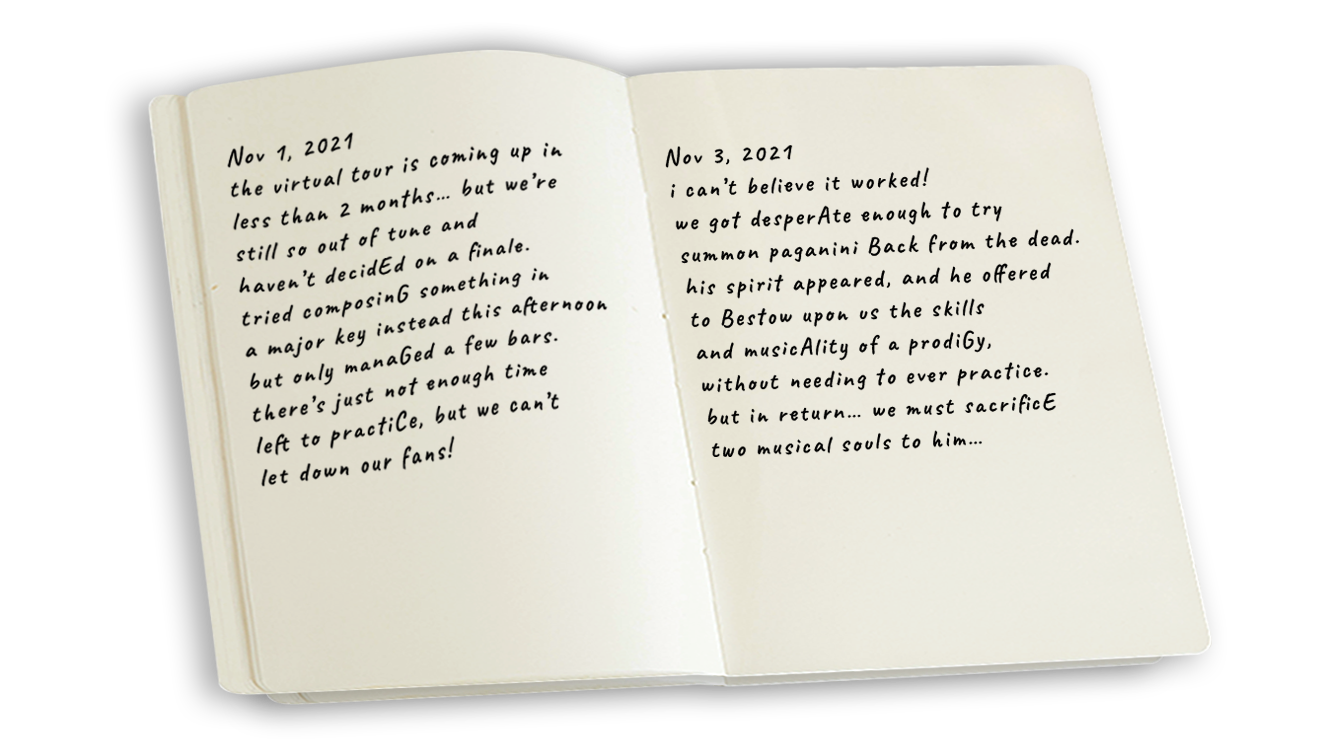 Nov 1, 2021
the virtual tour is coming up in
less than 2 months... but we're
still so out of tune and
haven't decidEd on a finale.
tried composinG something in
a major key instead this afternoon
but only manaGed a few bars.
there's just not enough time
left to practiCe, but we can't
let down our fans!
Nov 3, 2021
i can't believe it worked!
we got desperAte enough to try
summon paganini Back from the dead.
his spirit appeared, and he offered
to Bestow upon us the skills
and musicAlity of a prodiGy,
without needing to ever practice.
but in return... we must sacrificE
two musical souls to him...